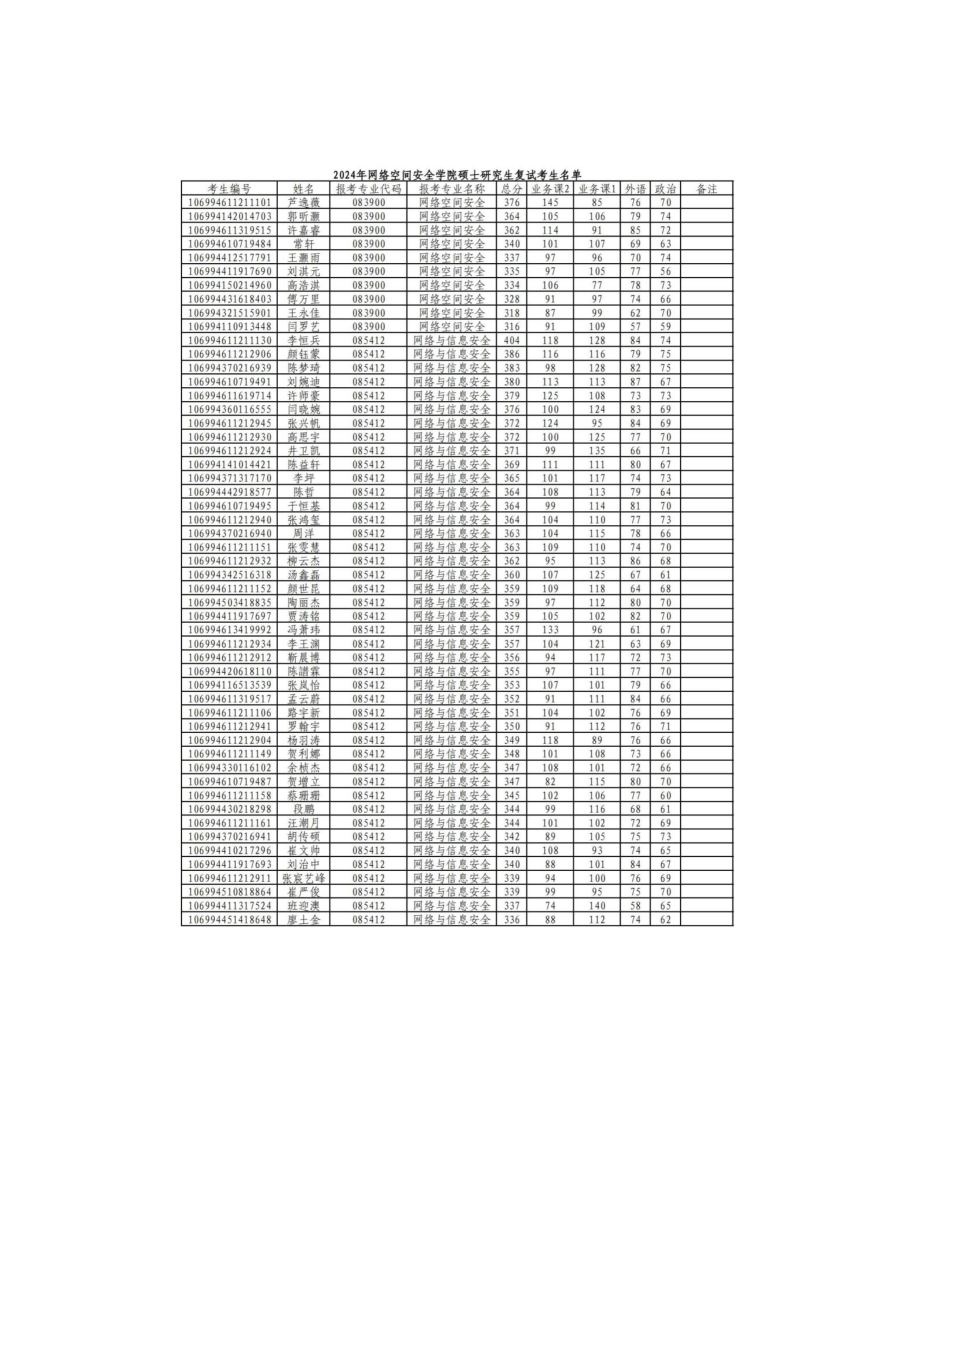 2024年网络空间安全学院硕士研究生复试考生名单
考生编号 姓名 报考专业代码 报考专业名称 总分 业务课2 业务课1 外语 政治 备注
106994611211101 芦逸薇 083900 网络空间安全 376 145 85 76 70
106994142014703 郭昕灏 083900 网络空间安全 364 105 106 79 74
106994611319515 许嘉睿 083900 网络空间安全 362 114 91 85 72
106994610719484 常轩 083900 网络空间安全 340 101 107 69 63
106994412517791 王灏雨 083900 网络空间安全 337 97 96 70 74
106994411917690 刘淇元 083900 网络空间安全 335 97 105 77 56
106994150214960 高浩淇 083900 网络空间安全 334 106 77 78 73
106994431618403 傅万里 083900 网络空间安全 328 91 97 74 66
106994321515901 王永佳 083900 网络空间安全 318 87 99 62 70
106994110913448 闫罗艺 083900 网络空间安全 316 91 109 57 59
106994611211130 李恒兵 085412 网络与信息安全 404 118 128 84 74
106994611212906 颜钰蒙 085412 网络与信息安全 386 116 116 79 75
106994370216939 陈梦琦 085412 网络与信息安全 383 98 128 82 75
106994610719491 刘婉迪 085412 网络与信息安全 380 113 113 87 67
106994611619714 许师豪 085412 网络与信息安全 379 125 108 73 73
106994360116555 闫晓婉 085412 网络与信息安全 376 100 124 83 69
106994611212945 张兴帆 085412 网络与信息安全 372 124 95 84 69
106994611212930 高思宇 085412 网络与信息安全 372 100 125 77 70
106994611212924 井卫凯 085412 网络与信息安全 371 99 135 66 71
106994141014421 陈益轩 085412 网络与信息安全 369 111 111 80 67
106994371317170 李坪 085412 网络与信息安全 365 101 117 74 73
106994442918577 陈哲 085412 网络与信息安全 364 108 113 79 64
106994610719495 于恒基 085412 网络与信息安全 364 99 114 81 70
106994611212940 张鸿玺 085412 网络与信息安全 364 104 110 77 73
106994370216940 周洋 085412 网络与信息安全 363 104 115 78 66
106994611211151 张雯慧 085412 网络与信息安全 363 109 110 74 70
106994611212932 柳云杰 085412 网络与信息安全 362 95 113 86 68
106994342516318 汤鑫磊 085412 网络与信息安全 360 107 125 67 61
106994611211152 颜世昆 085412 网络与信息安全 359 109 118 64 68
106994503418835 陶丽杰 085412 网络与信息安全 359 97 112 80 70
106994411917697 贾涛铭 085412 网络与信息安全 359 105 102 82 70
106994613419992 冯萧玮 085412 网络与信息安全 357 133 96 61 67
106994611212934 李王渊 085412 网络与信息安全 357 104 121 63 69
106994611212912 靳晨博 085412 网络与信息安全 356 94 117 72 73
106994420618110 陈諎霖 085412 网络与信息安全 355 97 111 77 70
106994116513539 张岚怡 085412 网络与信息安全 353 107 101 79 66
106994611319517 孟云蔚 085412 网络与信息安全 352 91 111 84 66
106994611211106 路宇新 085412 网络与信息安全 351 104 102 76 69
106994611212941 罗翰宇 085412 网络与信息安全 350 91 112 76 71
106994611212904 杨羽涛 085412 网络与信息安全 349 118 89 76 66
106994611211149 贺利娜 085412 网络与信息安全 348 101 108 73 66
106994330116102 余桢杰 085412 网络与信息安全 347 108 101 72 66
106994610719487 贺增立 085412 网络与信息安全 347 82 115 80 70
106994611211158 蔡珊珊 085412 网络与信息安全 345 102 106 77 60
106994430218298 段鹏 085412 网络与信息安全 344 99 116 68 61
106994611211161 汪潮月 085412 网络与信息安全 344 101 102 72 69
106994370216941 胡传硕 085412 网络与信息安全 342 89 105 75 73
106994410217296 崔文帅 085412 网络与信息安全 340 108 93 74 65
106994411917693 刘治中 085412 网络与信息安全 340 88 101 84 67
106994611212911 张宸艺峰 085412 网络与信息安全 339 94 100 76 69
106994510818864 崔严俊 085412 网络与信息安全 339 99 95 75 70
106994411317524 班迎澳 085412 网络与信息安全 337 74 140 58 65
106994451418648 廖土金 085412 网络与信息安全 336 88 112 74 62